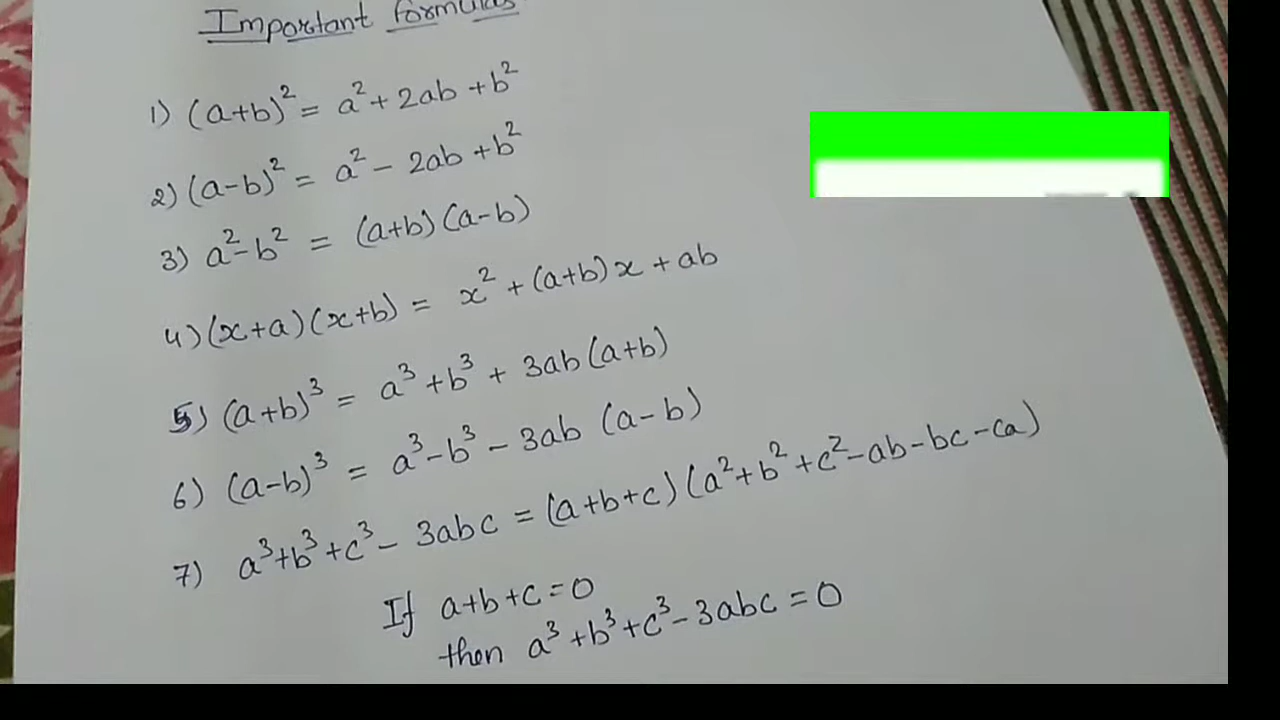 Important formulas
1) (a+b)² = a² + 2ab + b²
2) (a-b)² = a² - 2ab + b²
3) a² - b² = (a+b) (a-b)
4) (x+a) (x+b) = x² + (a+b)x + ab
5) (a+b)³ = a³ + b³ + 3ab (a+b)
6) (a-b)³ = a³ - b³ - 3ab (a-b)
7) a³ + b³ + c³ - 3abc = (a+b+c) (a² + b² + c² - ab - bc - ca)
If a+b+c = 0
then a³ + b³ + c³ - 3abc = 0